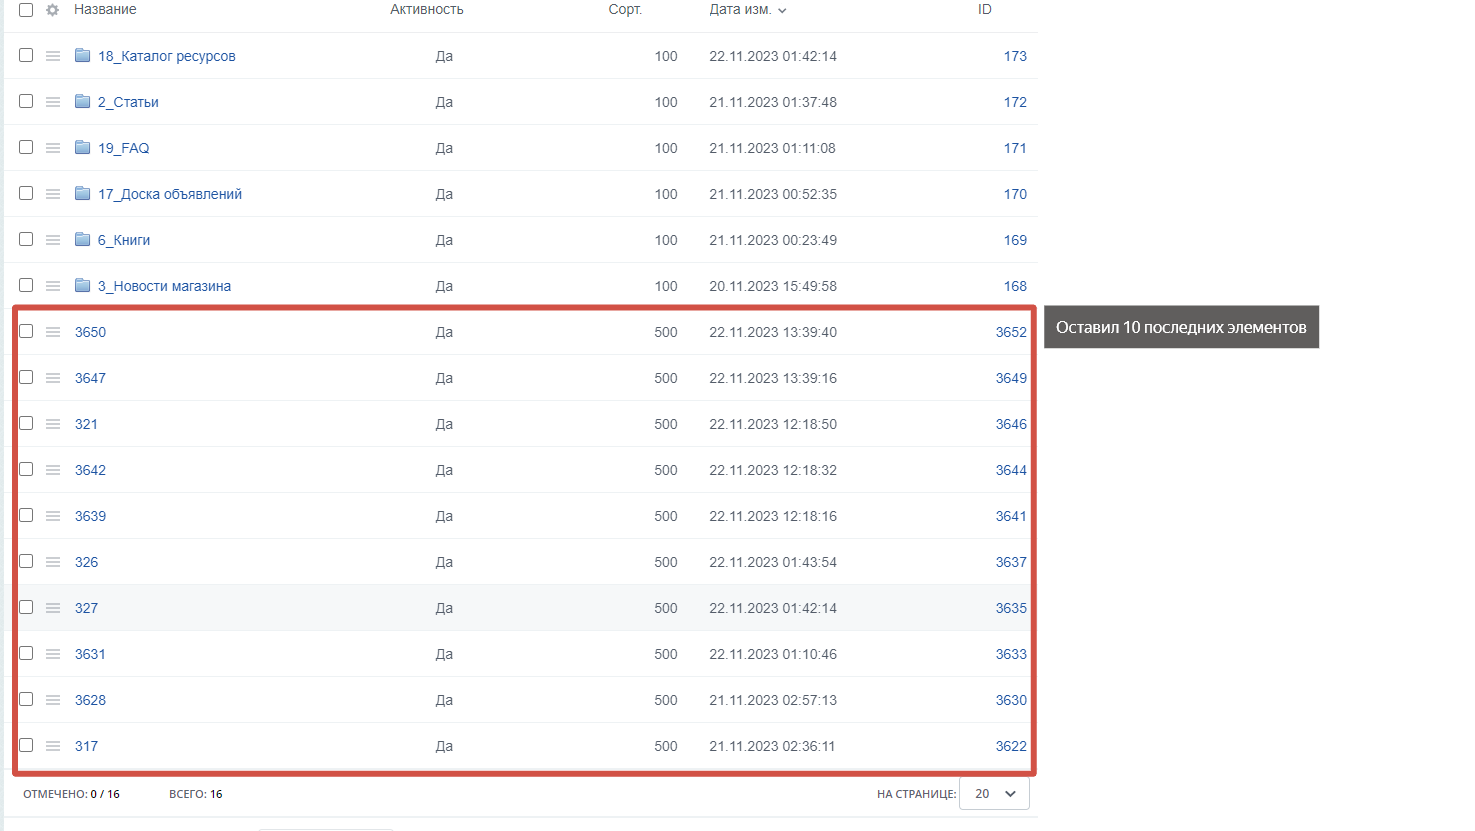 Название Активность Сорт. Дата изм. ID
18_Каталог ресурсов Да 100 22.11.2023 01:42:14 173
2_Статьи Да 100 21.11.2023 01:37:48 172
19_FAQ Да 100 21.11.2023 01:11:08 171
17_Доска объявлений Да 100 21.11.2023 00:52:35 170
6_Книги Да 100 21.11.2023 00:23:49 169
3_Новости магазина Да 100 20.11.2023 15:49:58 168
3650 Да 500 22.11.2023 13:39:40 3652 Оставил 10 последних элементов
3647 Да 500 22.11.2023 13:39:16 3649
321 Да 500 22.11.2023 12:18:50 3646
3642 Да 500 22.11.2023 12:18:32 3644
3639 Да 500 22.11.2023 12:18:16 3641
326 Да 500 22.11.2023 01:43:54 3637
327 Да 500 22.11.2023 01:42:14 3635
3631 Да 500 22.11.2023 01:10:46 3633
3628 Да 500 21.11.2023 02:57:13 3630
317 Да 500 21.11.2023 02:36:11 3622
ОТМЕЧЕНО: 0 / 16 ВСЕГО: 16 НА СТРАНИЦЕ: 20